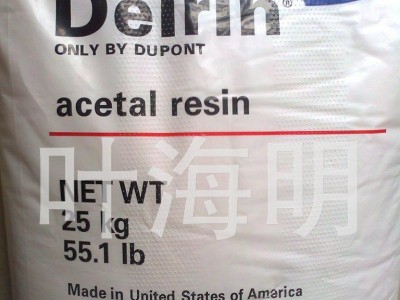 Delrin®
ONLY BY DUPONT
acetal resin
叶海明
NET WT
25 kg
55.1 lb
Made in United States of America